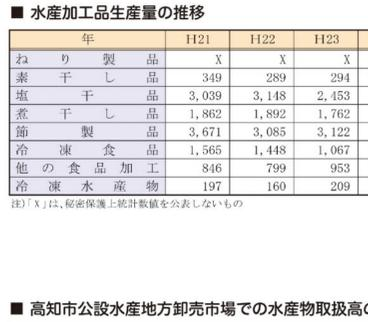 ■ 水産加工品生産量の推移
年 H21 H22 H23
ねり製品 X X X
素干し品 349 289 294
塩干品 3,039 3,148 2,453
煮干し品 1,862 1,892 1,762
節製品 3,671 3,085 3,122
冷凍食品 1,565 1,448 1,067
他の食品加工 846 799 953
冷凍水産物 197 160 209
注)「X」は、秘密保護上統計数値を公表しないもの
■ 高知市公設水産地方卸売市場での水産物取扱高の